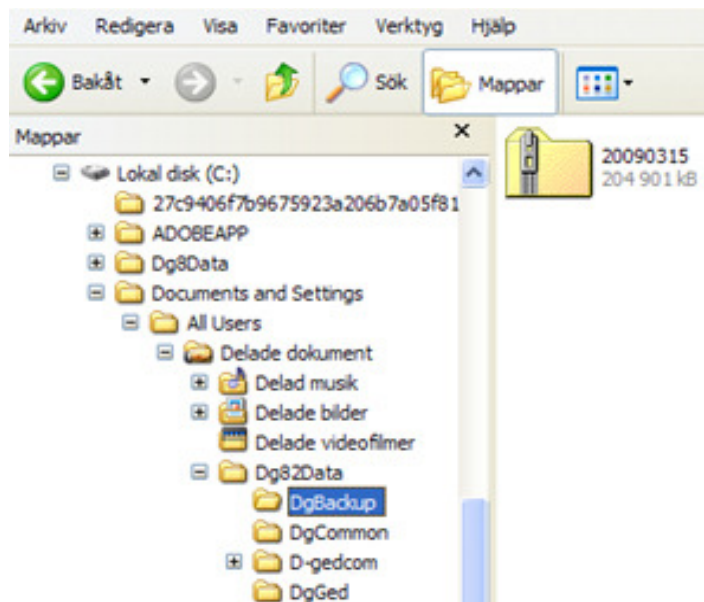 Arkiv Redigera Visa Favoriter Verktyg Hjälp
Bakåt Sök Mappar
Mappar
Lokal disk (C:)
27c9406f7b9675923a206b7a05f81
ADOBEAPP
Dg8Data
Documents and Settings
All Users
Delade dokument
Delad musik
Delade bilder
Delade videofilmer
Dg82Data
DgBackup
DgCommon
D-gedcom
DgGed
20090315
204 901 kB